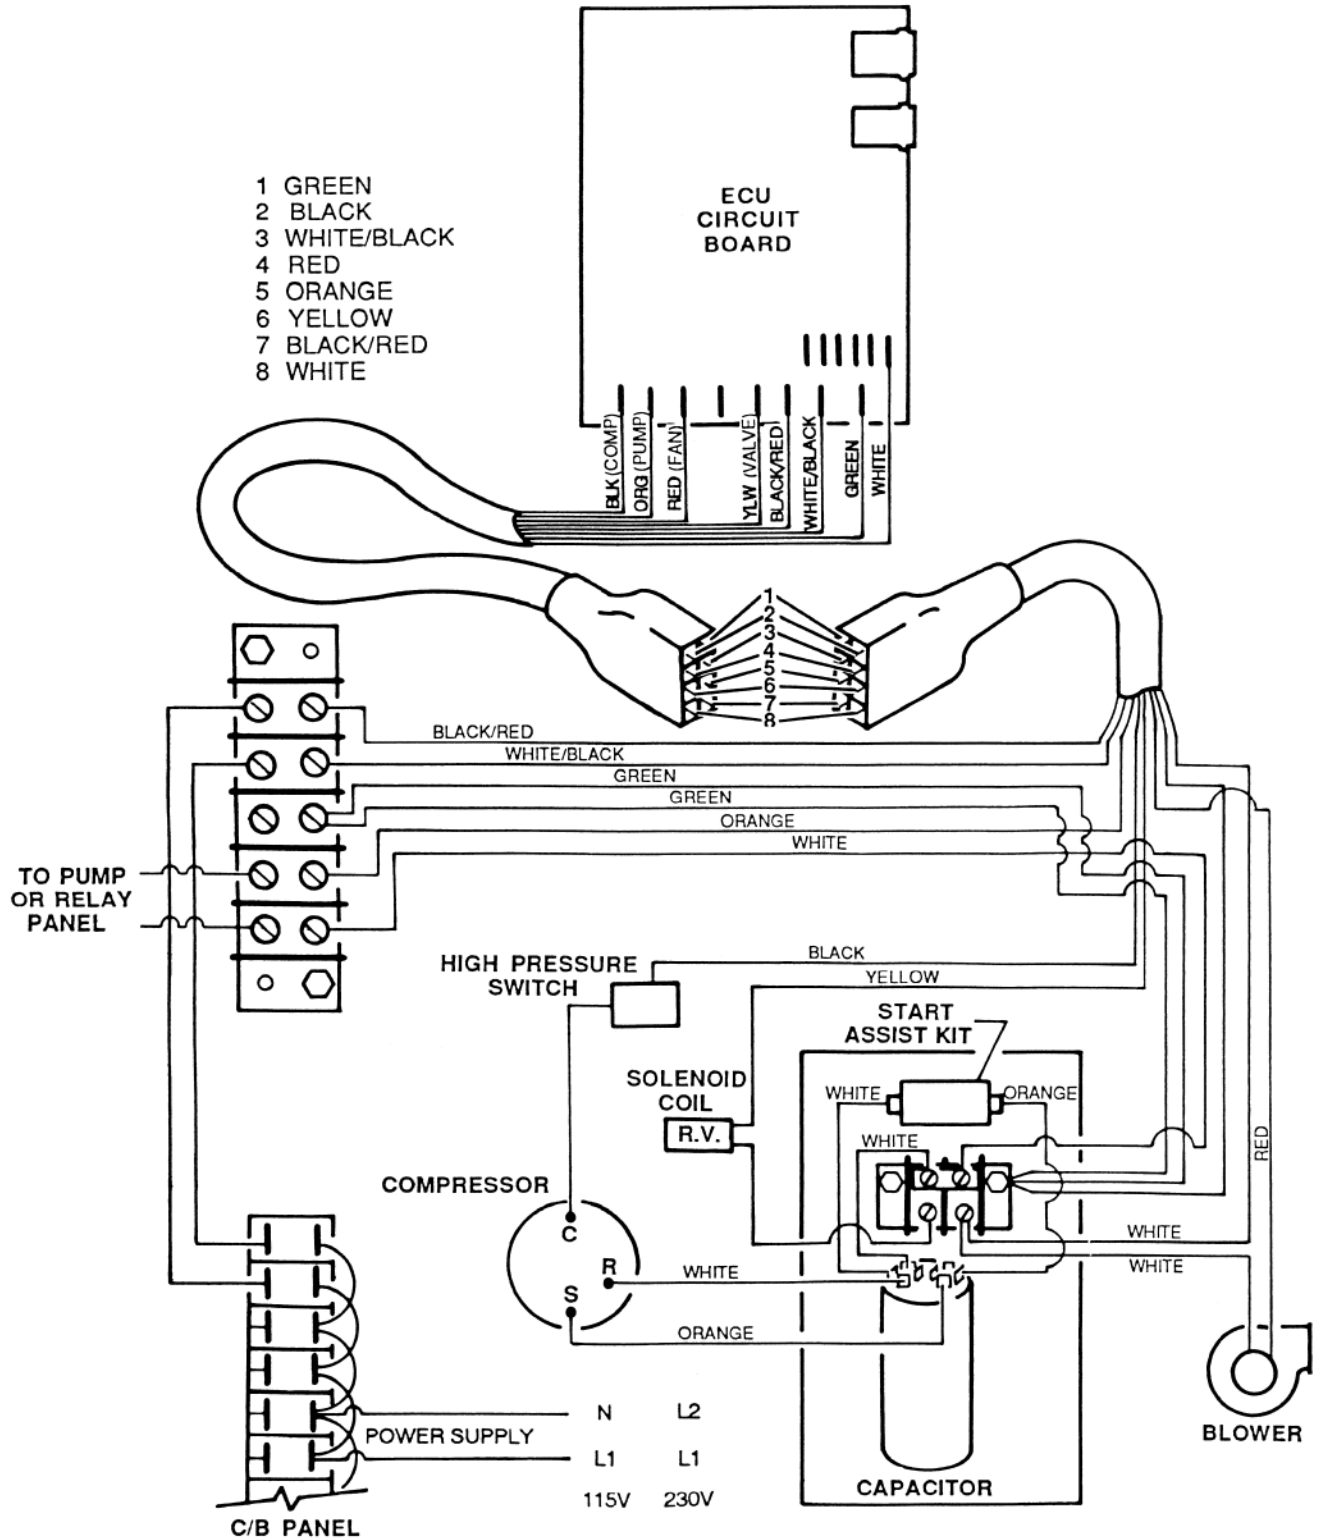 ECU
CIRCUIT
BOARD
1 GREEN
2 BLACK
3 WHITE/BLACK
4 RED
5 ORANGE
6 YELLOW
7 BLACK/RED
8 WHITE
BLK (COMP)
ORG (PUMP)
RED (FAN)
YLW (VALVE)
BLACK/RED
WHITE/BLACK
GREEN
WHITE
1
2
3
4
5
6
7
8
BLACK/RED
WHITE/BLACK
GREEN
GREEN
ORANGE
WHITE
TO PUMP
OR RELAY
PANEL
BLACK
YELLOW
HIGH PRESSURE
SWITCH
START
ASSIST KIT
SOLENOID
COIL
R.V.
WHITE
ORANGE
WHITE
RED
COMPRESSOR
C
R
S
WHITE
ORANGE
WHITE
WHITE
BLOWER
CAPACITOR
N L2
POWER SUPPLY
L1 L1
115V 230V
C/B PANEL